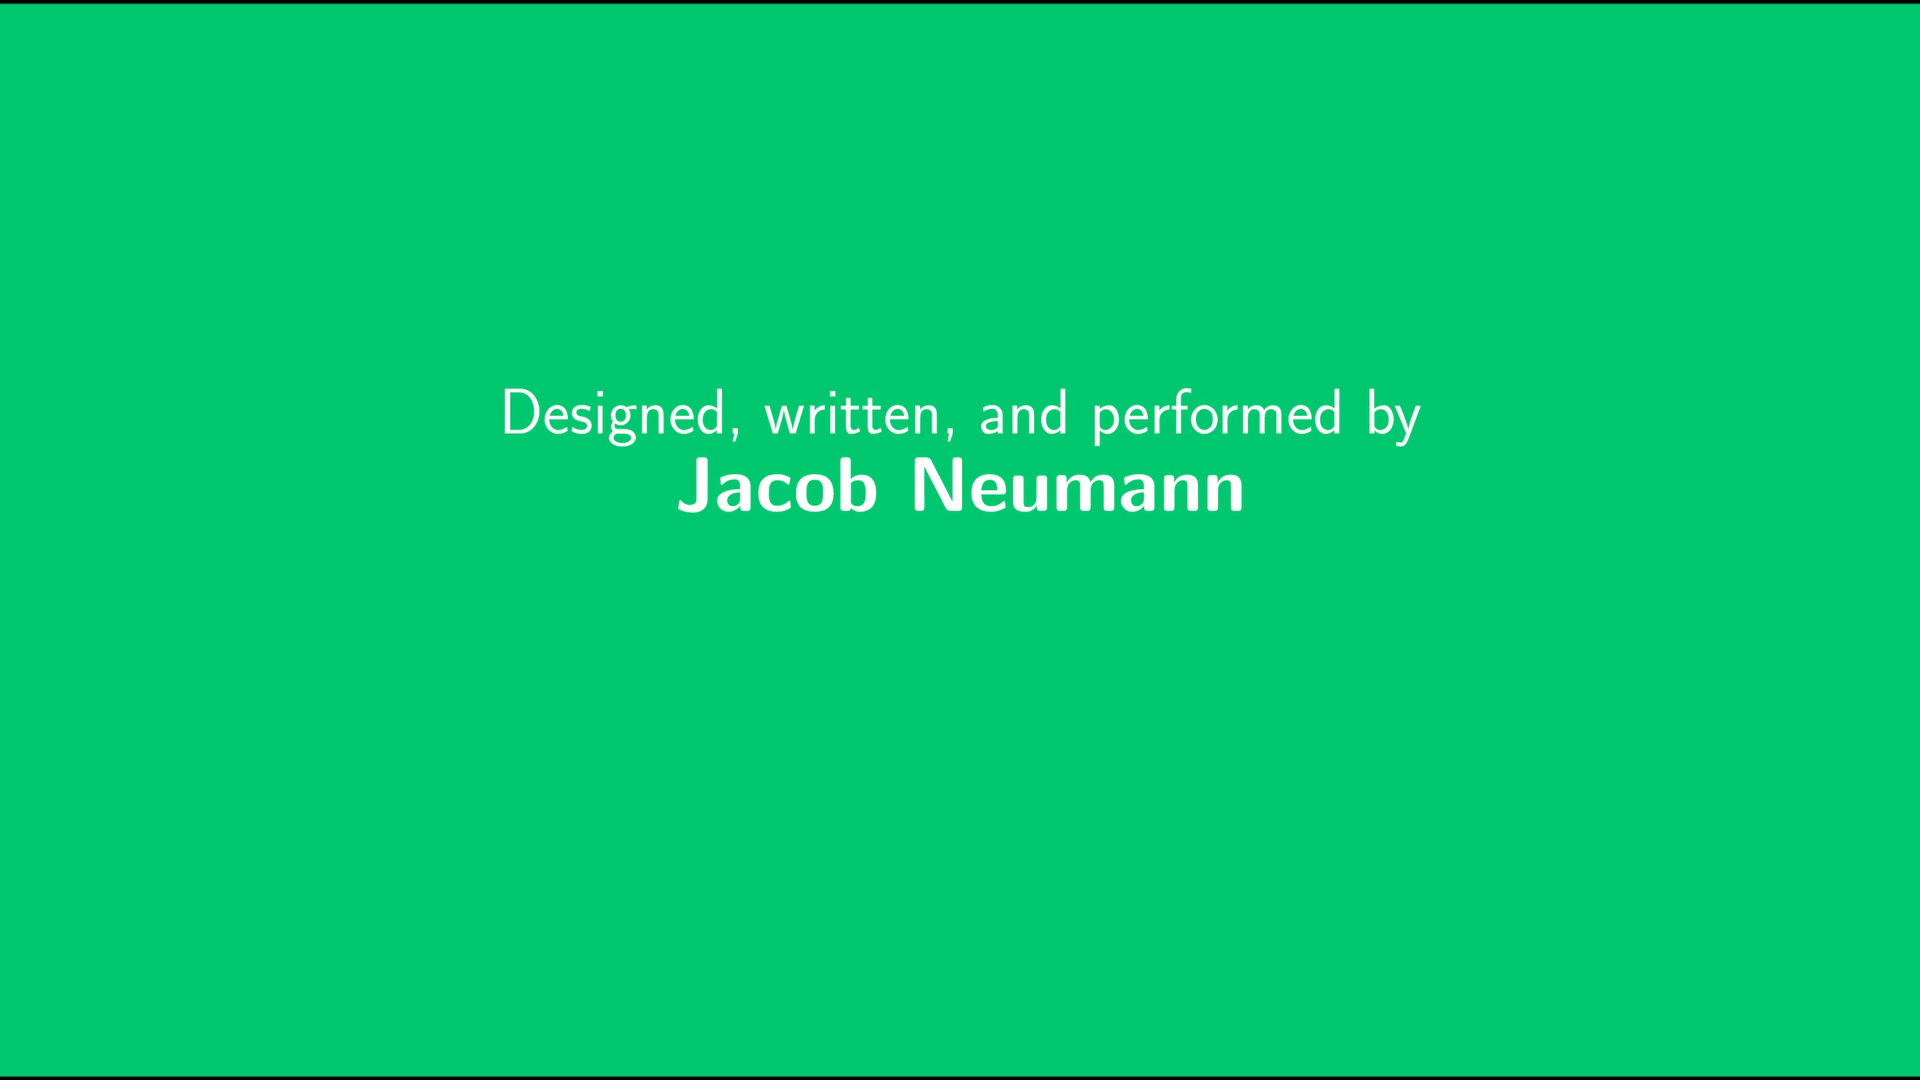 Designed, written, and performed by
Jacob Neumann